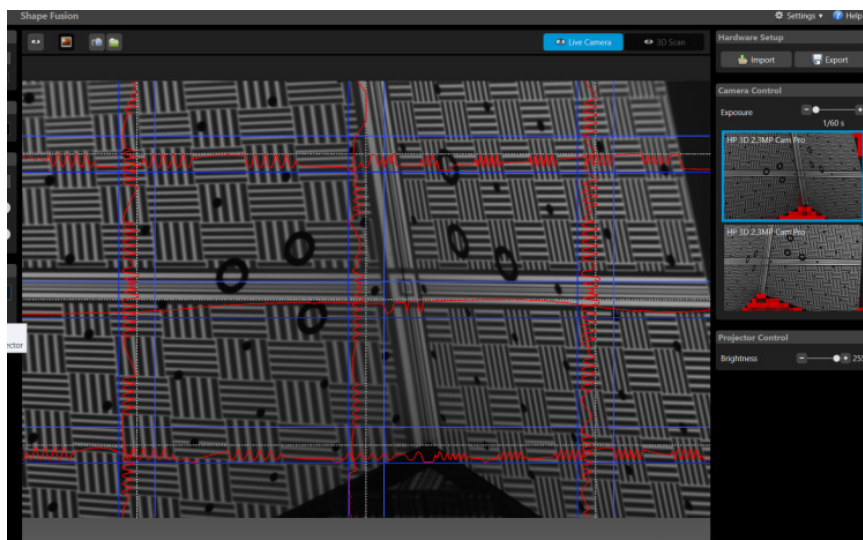 Shape Fusion
Settings
Help
Live Camera
3D Scan
Hardware Setup
Import
Export
Camera Control
Exposure
1/60 s
HP 3D 2.3MP Cam Pro
HP 3D 2.3MP Cam Pro
ector
Projector Control
Brightness
255